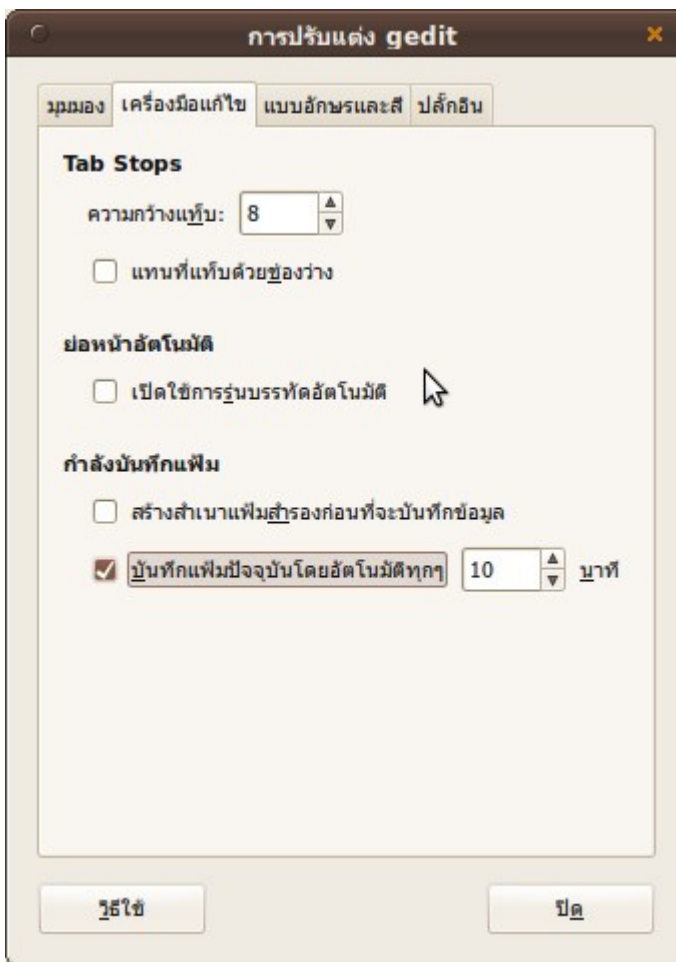 การปรับแต่ง gedit
มุมมอง เครื่องมือแก้ไข แบบอักษรและสี ปลั๊กอิน
Tab Stops
ความกว้างแท็บ: 8
แทนที่แท็บด้วยช่องว่าง
ย่อหน้าอัตโนมัติ
เปิดใช้การร่นบรรทัดอัตโนมัติ
กำลังบันทึกแฟ้ม
สร้างสำเนาแฟ้มสำรองก่อนที่จะบันทึกข้อมูล
บันทึกแฟ้มปัจจุบันโดยอัตโนมัติทุกๆ 10 นาที
วิธีใช้ ปิด